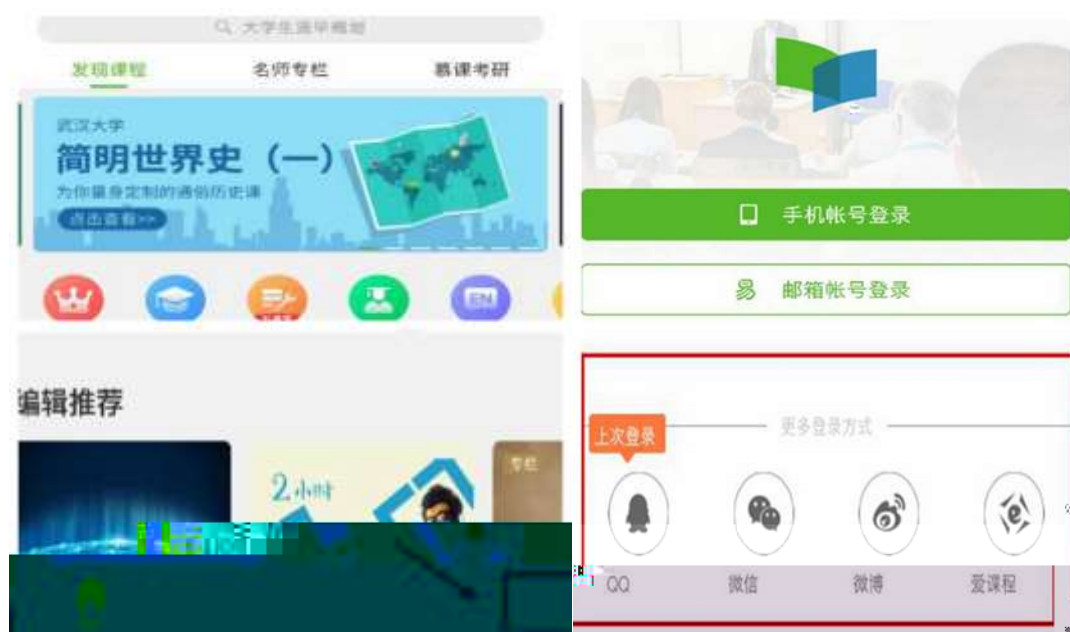 大学生涯早规划
发现课程 名师专栏 慕课考研
武汉大学
简明世界史（一）
为你量身定制的通俗历史课
点击查看>>
EN
编辑推荐
2小时
专栏
手机帐号登录
易 邮箱帐号登录
更多登录方式
上次登录
QQ 微信 微博 爱课程